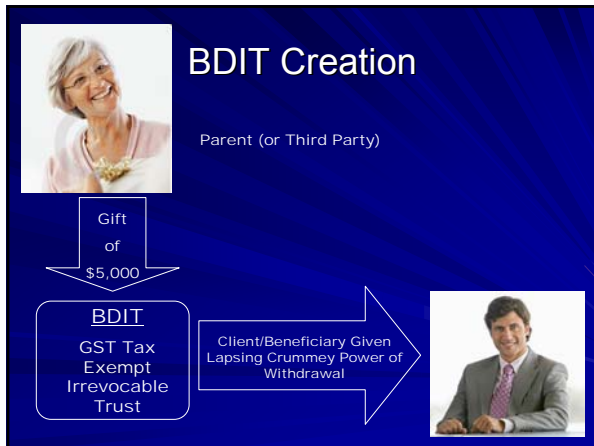 BDIT Creation
Parent (or Third Party)
Gift
of
$5,000
BDIT
GST Tax
Exempt
Irrevocable
Trust
Client/Beneficiary Given
Lapsing Crummey Power of
Withdrawal